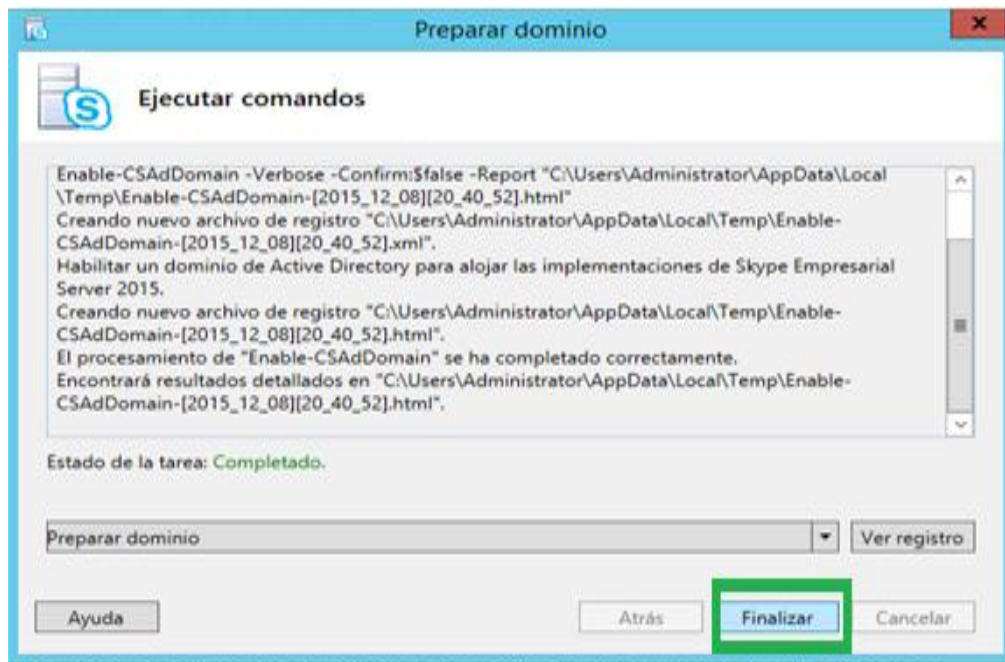 Preparar dominio
Ejecutar comandos
Enable-CSAdDomain -Verbose -Confirm:$false -Report "C:\Users\Administrator\AppData\Local
\Temp\Enable-CSAdDomain-[2015_12_08][20_40_52].html"
Creando nuevo archivo de registro "C:\Users\Administrator\AppData\Local\Temp\Enable-
CSAdDomain-[2015_12_08][20_40_52].xml".
Habilitar un dominio de Active Directory para alojar las implementaciones de Skype Empresarial
Server 2015.
Creando nuevo archivo de registro "C:\Users\Administrator\AppData\Local\Temp\Enable-
CSAdDomain-[2015_12_08][20_40_52].html".
El procesamiento de "Enable-CSAdDomain" se ha completado correctamente.
Encontrará resultados detallados en "C:\Users\Administrator\AppData\Local\Temp\Enable-
CSAdDomain-[2015_12_08][20_40_52].html".
Estado de la tarea: Completado.
Preparar dominio
Ver registro
Ayuda
Atrás
Finalizar
Cancelar